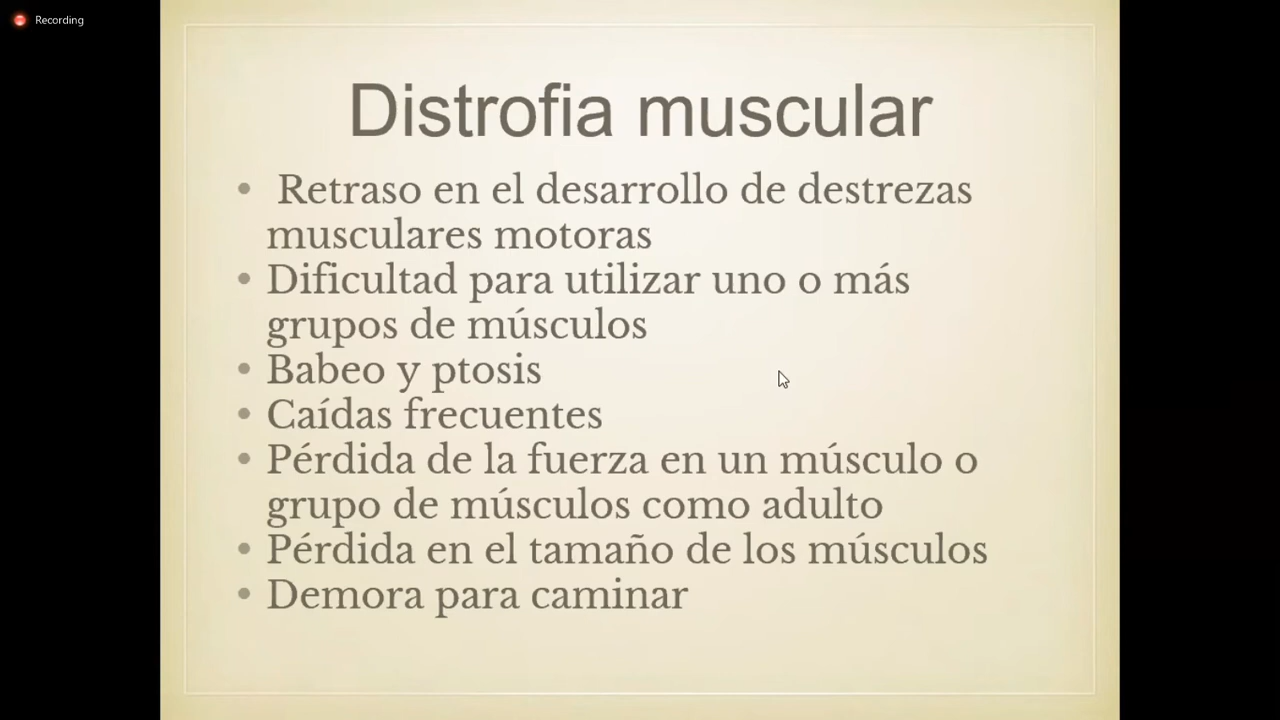 Recording
Distrofia muscular
• Retraso en el desarrollo de destrezas
musculares motoras
• Dificultad para utilizar uno o más
grupos de músculos
• Babeo y ptosis
• Caídas frecuentes
• Pérdida de la fuerza en un músculo o
grupo de músculos como adulto
• Pérdida en el tamaño de los músculos
• Demora para caminar